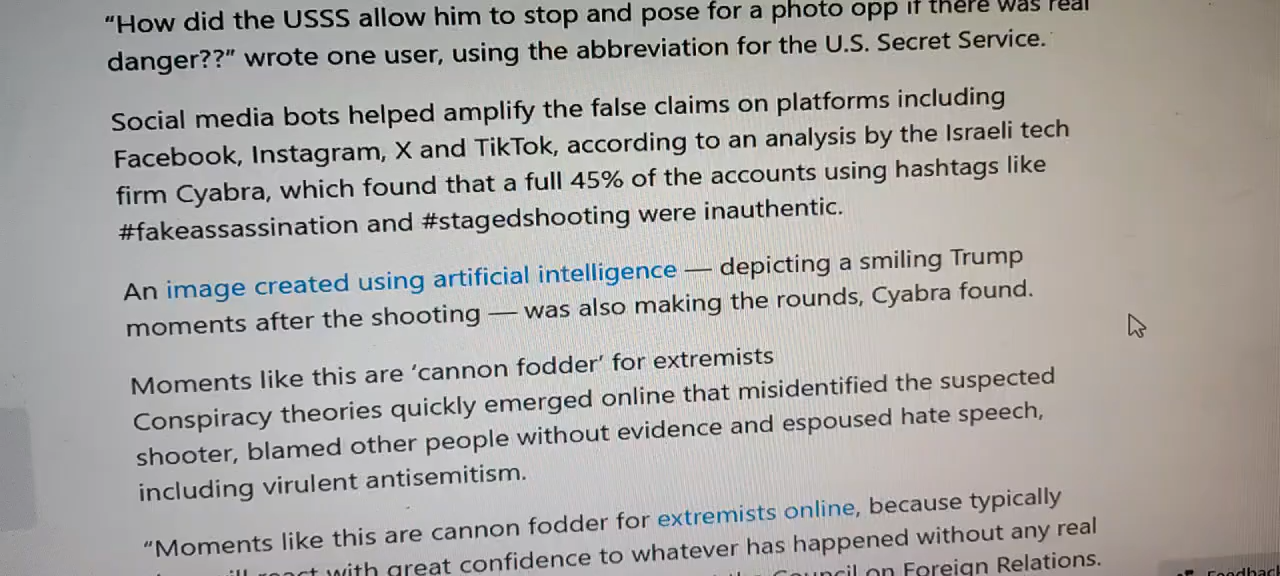 “How did the USSS allow him to stop and pose for a photo opp if there was real
danger??” wrote one user, using the abbreviation for the U.S. Secret Service.
Social media bots helped amplify the false claims on platforms including
Facebook, Instagram, X and TikTok, according to an analysis by the Israeli tech
firm Cyabra, which found that a full 45% of the accounts using hashtags like
#fakeassassination and #stagedshooting were inauthentic.
An image created using artificial intelligence — depicting a smiling Trump
moments after the shooting — was also making the rounds, Cyabra found.
Moments like this are ‘cannon fodder’ for extremists
Conspiracy theories quickly emerged online that misidentified the suspected
shooter, blamed other people without evidence and espoused hate speech,
including virulent antisemitism.
“Moments like this are cannon fodder for extremists online, because typically
react with great confidence to whatever has happened without any real
Council on Foreign Relations.
Feedback